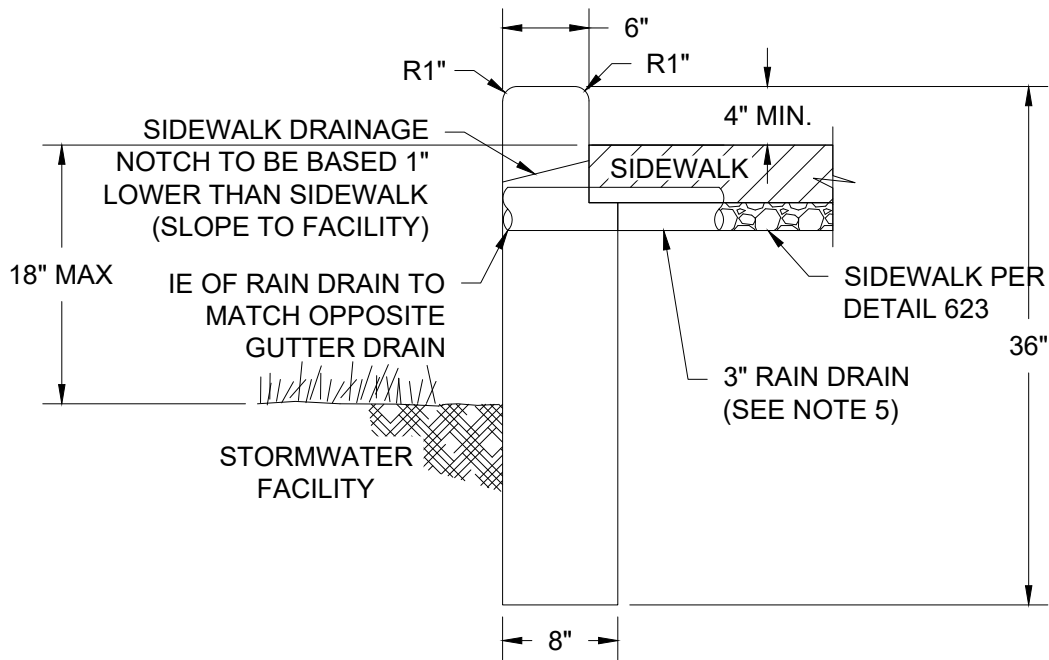 6"
R1"
R1"
4" MIN.
SIDEWALK DRAINAGE
NOTCH TO BE BASED 1"
LOWER THAN SIDEWALK
(SLOPE TO FACILITY)
SIDEWALK
18" MAX
IE OF RAIN DRAIN TO
MATCH OPPOSITE
GUTTER DRAIN
SIDEWALK PER
DETAIL 623
36"
3" RAIN DRAIN
(SEE NOTE 5)
STORMWATER
FACILITY
8"